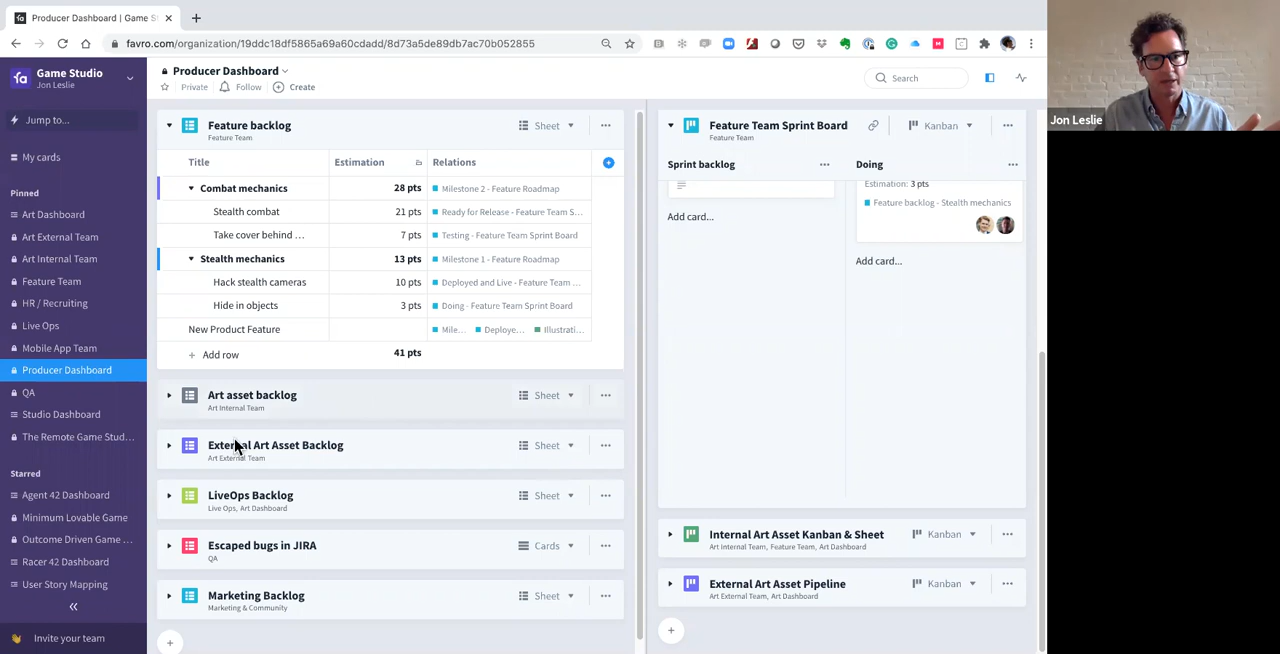 Producer Dashboard | Game S
favro.com/organization/19ddc18df5865a69a60cdadd/8d73a5de89db7ac70b052855
Game Studio
Jon Leslie
Jump to...
My cards
Pinned
Art Dashboard
Art External Team
Art Internal Team
Feature Team
HR / Recruiting
Live Ops
Mobile App Team
Producer Dashboard
QA
Studio Dashboard
The Remote Game Stud...
Starred
Agent 42 Dashboard
Minimum Lovable Game
Outcome Driven Game ...
Racer 42 Dashboard
User Story Mapping
Invite your team
Producer Dashboard
Private
Follow
Create
Search
Feature backlog
Feature Team
Sheet
Title
Estimation
Relations
Combat mechanics
28 pts
Milestone 2 - Feature Roadmap
Stealth combat
21 pts
Ready for Release - Feature Team S...
Take cover behind ...
7 pts
Testing - Feature Team Sprint Board
Stealth mechanics
13 pts
Milestone 1 - Feature Roadmap
Hack stealth cameras
10 pts
Deployed and Live - Feature Team ...
Hide in objects
3 pts
Doing - Feature Team Sprint Board
New Product Feature
Mile...
Deploye...
Illustrati...
Add row
41 pts
Art asset backlog
Art Internal Team
Sheet
External Art Asset Backlog
Art External Team
Sheet
LiveOps Backlog
Live Ops, Art Dashboard
Sheet
Escaped bugs in JIRA
QA
Cards
Marketing Backlog
Marketing & Community
Sheet
Feature Team Sprint Board
Feature Team
Kanban
Sprint backlog
Doing
Add card...
Estimation: 3 pts
Feature backlog - Stealth mechanics
Add card...
Internal Art Asset Kanban & Sheet
Art Internal Team, Feature Team, Art Dashboard
Kanban
External Art Asset Pipeline
Art External Team, Art Dashboard
Kanban
Jon Leslie